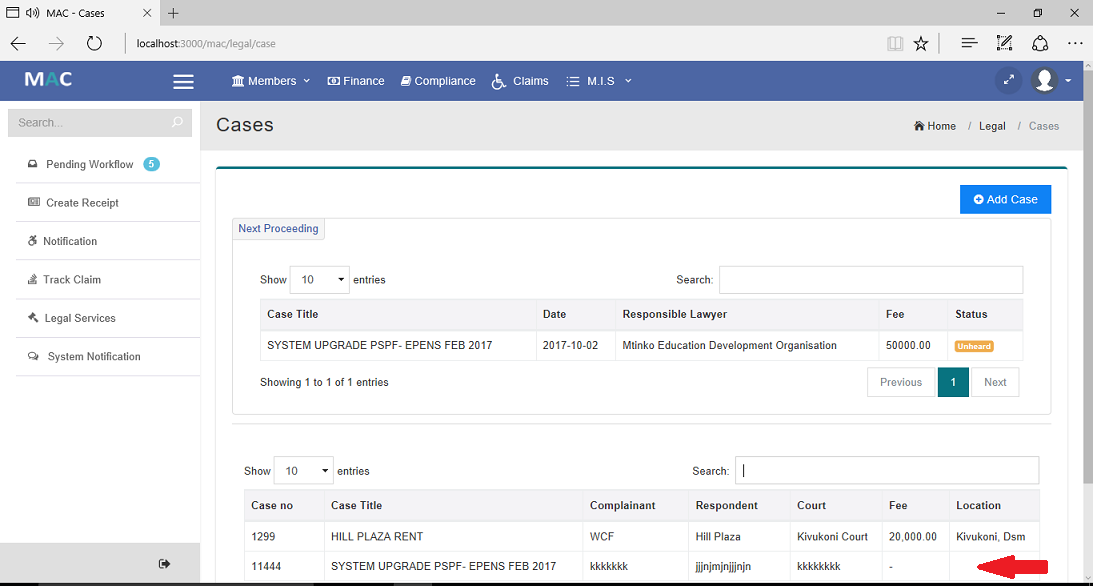 MAC - Cases
localhost:3000/mac/legal/case
MAC
Members
Finance
Compliance
Claims
M.I.S
Search...
Cases
Home / Legal / Cases
Pending Workflow 5
Create Receipt
Notification
Track Claim
Legal Services
System Notification
Add Case
Next Proceeding
Show 10 entries
Search:
Case Title Date Responsible Lawyer Fee Status
SYSTEM UPGRADE PSPF- EPENS FEB 2017 2017-10-02 Mtinko Education Development Organisation 50000.00 Unheard
Showing 1 to 1 of 1 entries
Previous 1 Next
Show 10 entries
Search:
Case no Case Title Complainant Respondent Court Fee Location
1299 HILL PLAZA RENT WCF Hill Plaza Kivukoni Court 20,000.00 Kivukoni, Dsm
11444 SYSTEM UPGRADE PSPF- EPENS FEB 2017 kkkkkkk jjjnjmjnjjjnjn kkkkkkkk -